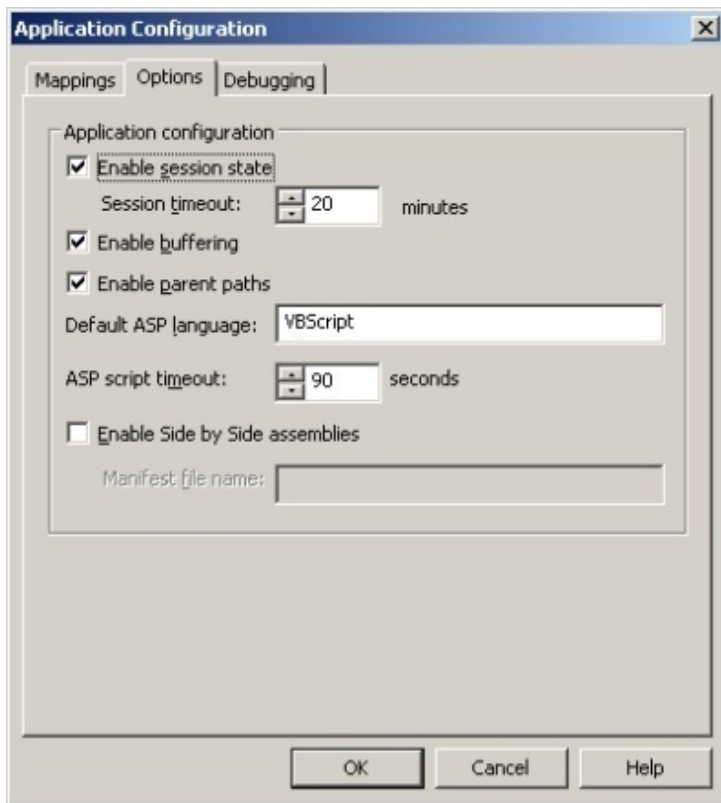 Application Configuration
Mappings Options Debugging
Application configuration
Enable session state
Session timeout: 20 minutes
Enable buffering
Enable parent paths
Default ASP language: VBScript
ASP script timeout: 90 seconds
Enable Side by Side assemblies
Manifest file name:
OK Cancel Help